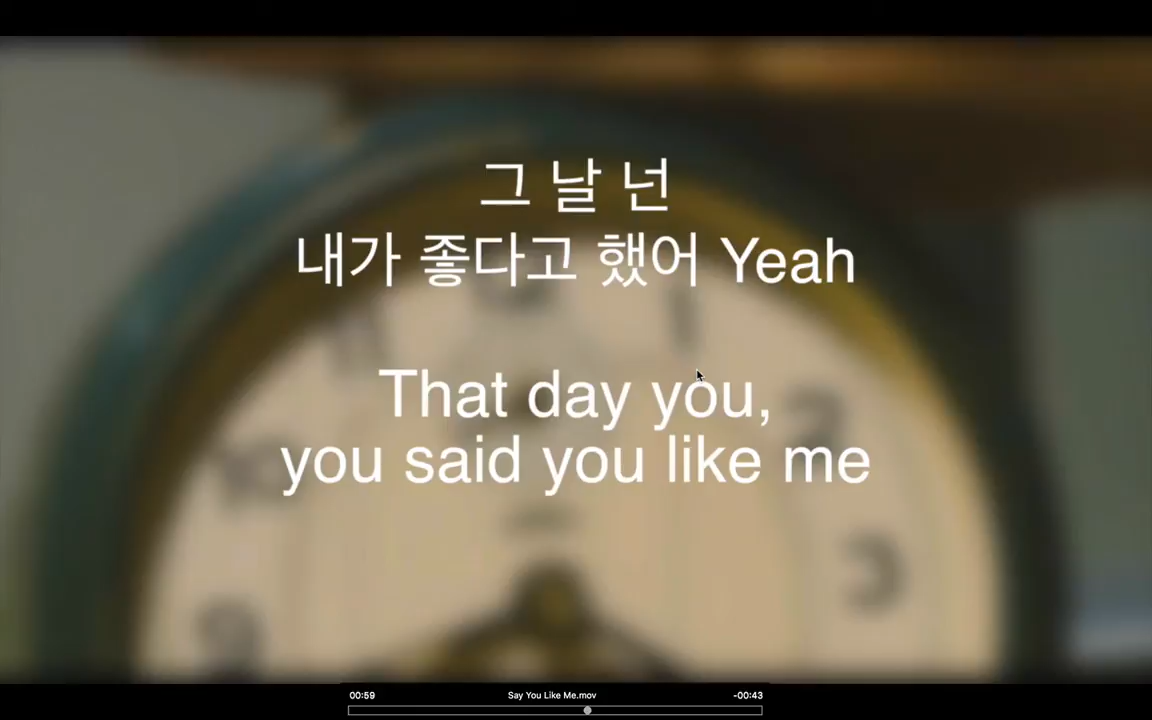 그 날 넌
내가 좋다고 했어 Yeah
That day you,
you said you like me
00:59
Say You Like Me.mov
-00:43